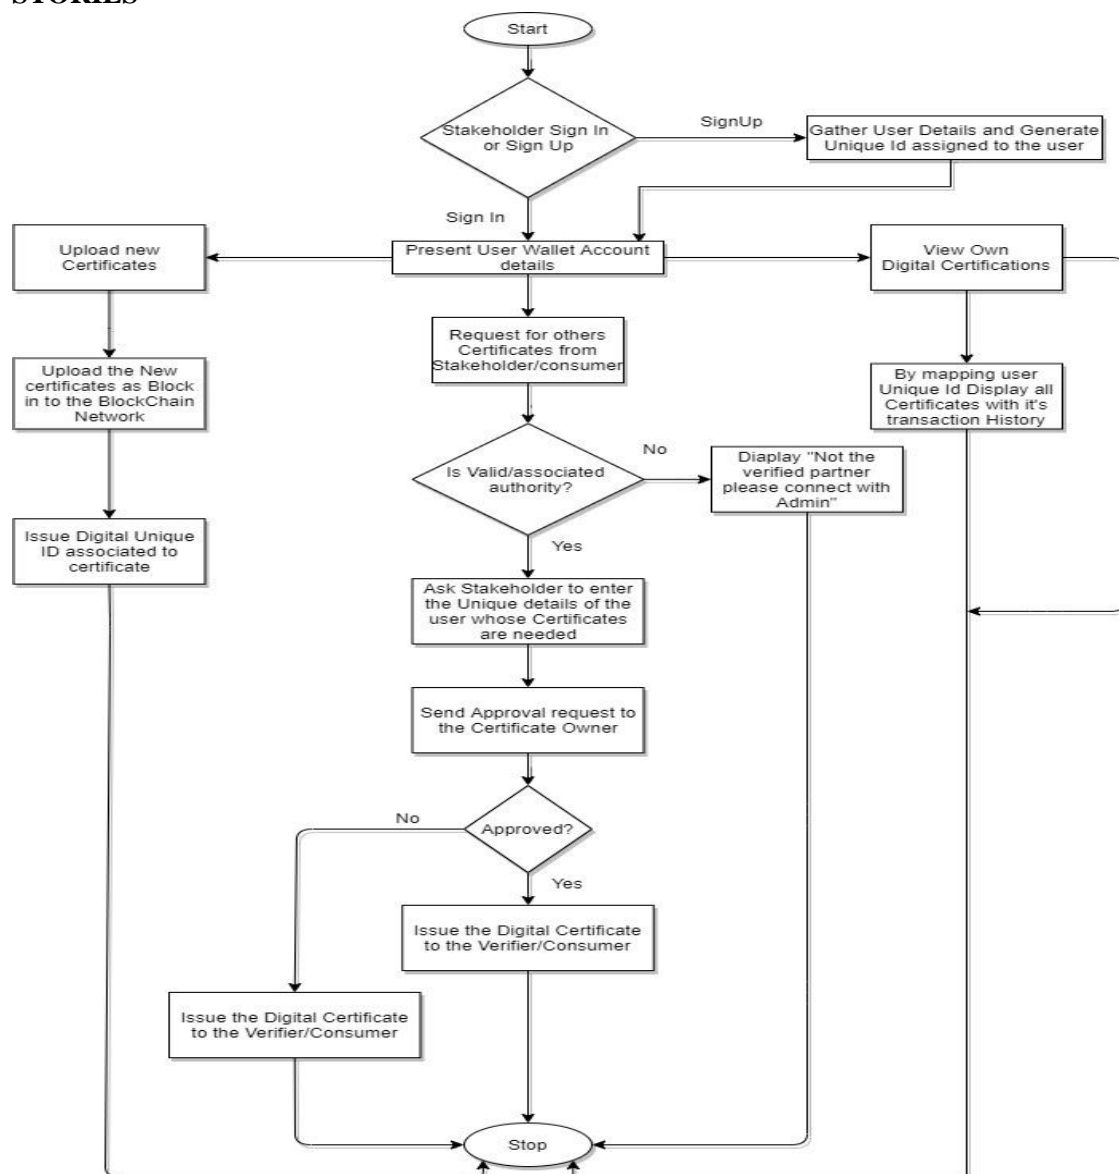 STORIES
Start
Stakeholder Sign In
or Sign Up
SignUp
Gather User Details and Generate
Unique Id assigned to the user
Sign In
Upload new
Certificates
Present User Wallet Account
details
View Own
Digital Certifications
Request for others
Certificates from
Stakeholder/consumer
Upload the New
certificates as Block
in to the BlockChain
Network
By mapping user
Unique Id Display all
Certificates with it's
transaction History
Is Valid/associated
authority?
No
Diaplay "Not the
verified partner
please connect with
Admin"
Issue Digital Unique
ID associated to
certificate
Yes
Ask Stakeholder to enter
the Unique details of the
user whose Certificates
are needed
Send Approval request to
the Certificate Owner
Approved?
No
Yes
Issue the Digital Certificate
to the Verifier/Consumer
Issue the Digital Certificate
to the Verifier/Consumer
Stop